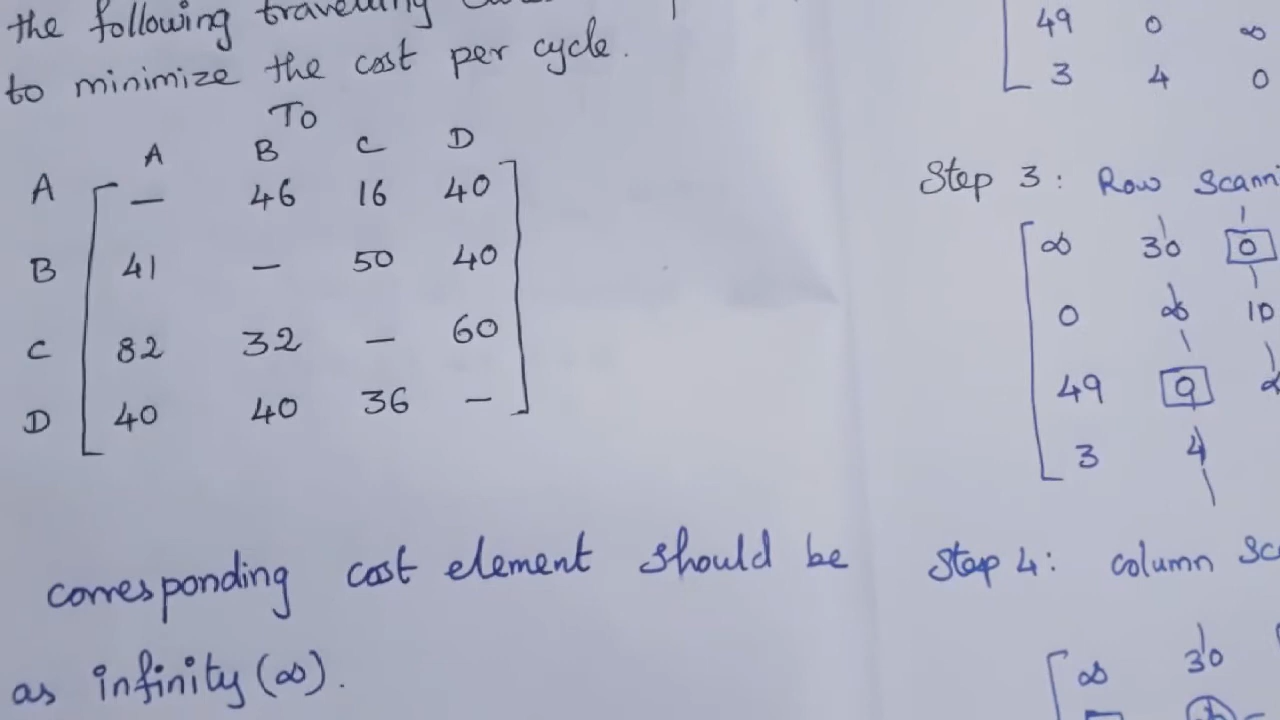 the following travelling
to minimize the cost per cycle.
To
A B C D
A — 46 16 40
B 41 — 50 40
C 82 32 — 60
D 40 40 36 —
corresponding cost element should be
as infinity (∞).
49 0 ∞
3 4 0
Step 3: Row
∞ 30 0
0 ∞ 10
49 0
3 4
Step 4: column
∞ 30